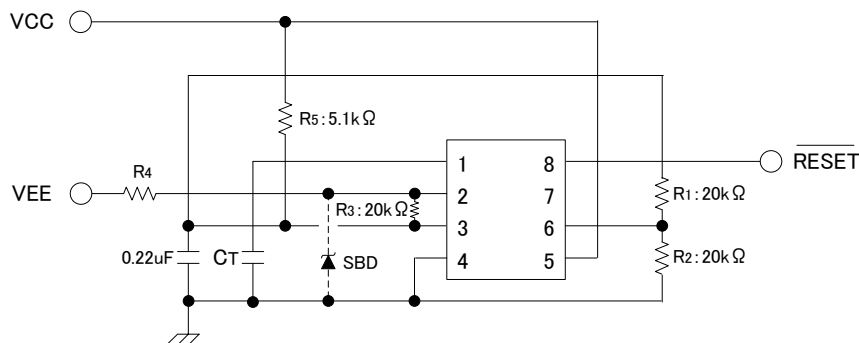 VCC
R5 : 5.1kΩ
R4
VEE
R3 : 20kΩ
0.22uF
CT
SBD
1
2
3
4
8
7
6
5
RESET
R1 : 20kΩ
R2 : 20kΩ